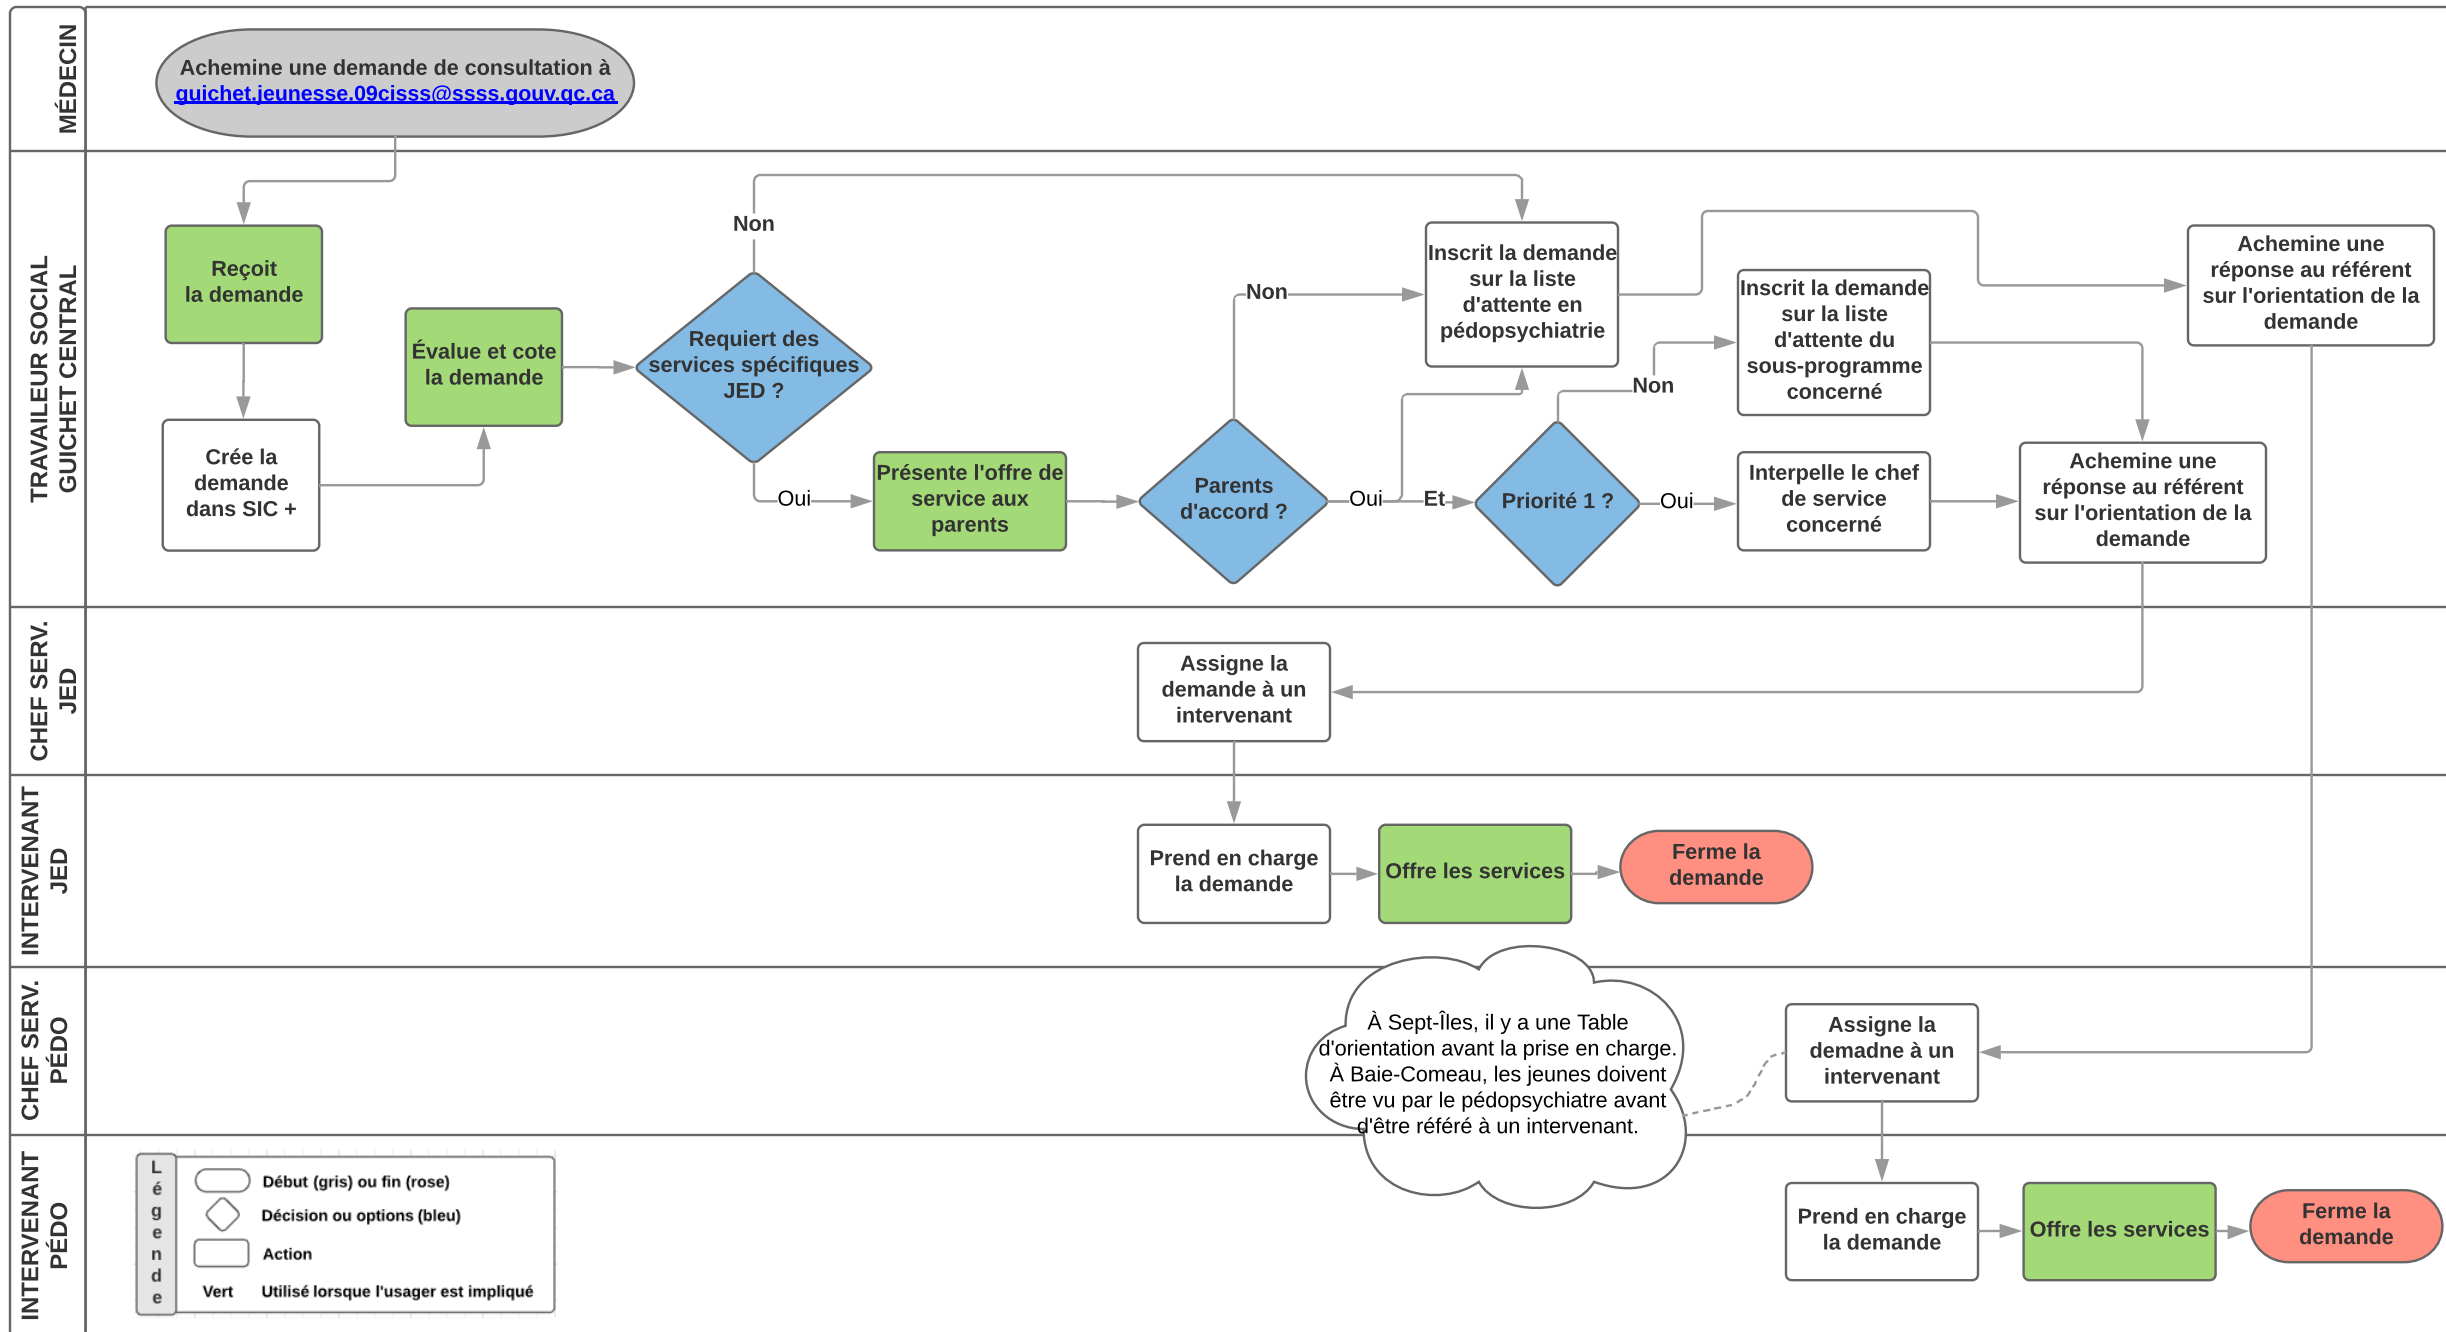 MÉDECIN
Achemine une demande de consultation à
guichet.jeunesse.09cisss@ssss.gouv.qc.ca
TRAVAILEUR SOCIAL
GUICHET CENTRAL
Reçoit
la demande
Crée la
demande
dans SIC +
Évalue et cote
la demande
Requiert des
services spécifiques
JED ?
Non
Oui
Présente l'offre de
service aux
parents
Parents
d'accord ?
Non
Oui
Et
Inscrit la demande
sur la liste
d'attente en
pédopsychiatrie
Priorité 1 ?
Non
Oui
Inscrit la demande
sur la liste
d'attente du
sous-programme
concerné
Interpelle le chef
de service
concerné
Achemine une
réponse au référent
sur l'orientation de la
demande
Achemine une
réponse au référent
sur l'orientation de la
demande
CHEF SERV.
JED
Assigne la
demande à un
intervenant
INTERVENANT
JED
Prend en charge
la demande
Offre les services
Ferme la
demande
CHEF SERV.
PÉDO
À Sept-Îles, il y a une Table
d'orientation avant la prise en charge.
À Baie-Comeau, les jeunes doivent
être vu par le pédopsychiatre avant
d'être référé à un intervenant.
Assigne la
demadne à un
intervenant
INTERVENANT
PÉDO
Légende
Début (gris) ou fin (rose)
Décision ou options (bleu)
Action
Vert Utilisé lorsque l'usager est impliqué
Prend en charge
la demande
Offre les services
Ferme la
demande